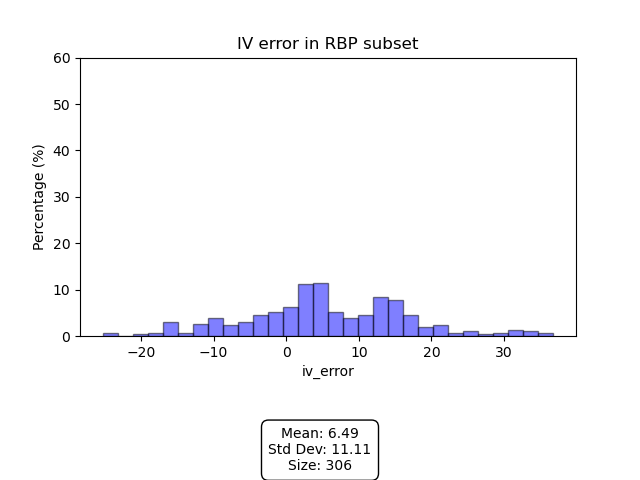 IV error in RBP subset
Percentage (%)
60
50
40
30
20
10
0
−20
−10
0
10
20
30
iv_error
Mean: 6.49
Std Dev: 11.11
Size: 306